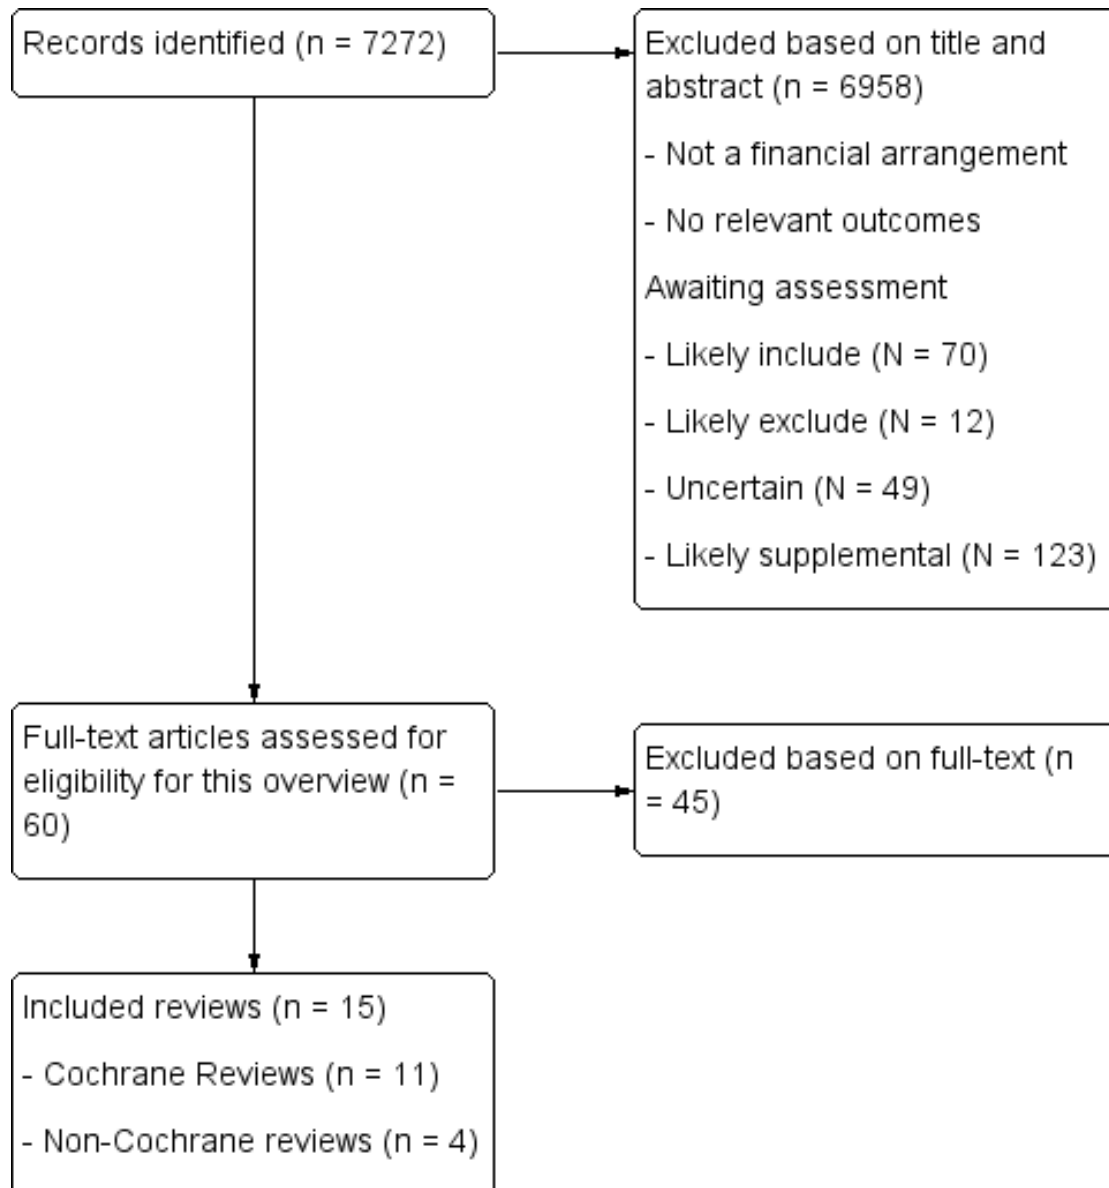 Records identified (n = 7272)
Excluded based on title and
abstract (n = 6958)
- Not a financial arrangement
- No relevant outcomes
Awaiting assessment
- Likely include (N = 70)
- Likely exclude (N = 12)
- Uncertain (N = 49)
- Likely supplemental (N = 123)
Full-text articles assessed for
eligibility for this overview (n =
60)
Excluded based on full-text (n
= 45)
Included reviews (n = 15)
- Cochrane Reviews (n = 11)
- Non-Cochrane reviews (n = 4)